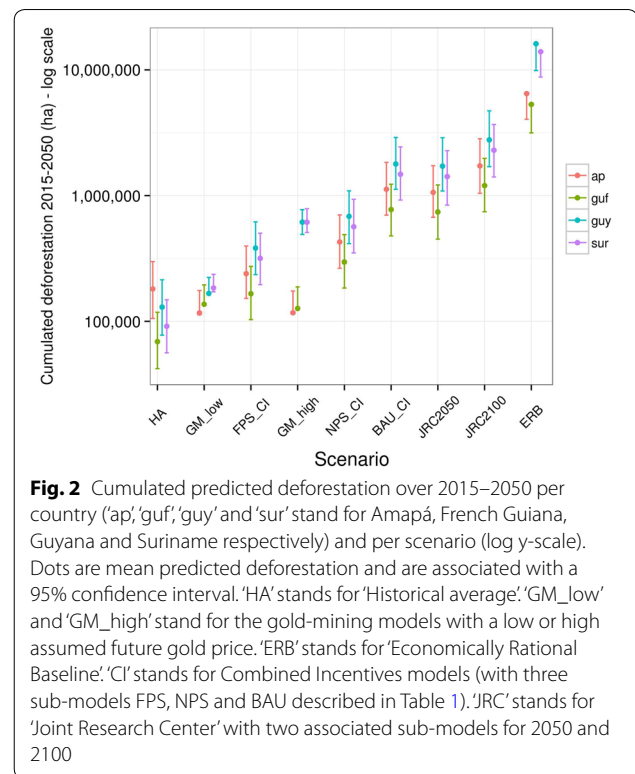 Cumulated deforestation 2015-2050 (ha) - log scale
10,000,000
1,000,000
100,000
ap
guf
guy
sur
HA
GM_low
FPS_CI
GM_high
NPS_CI
BAU_CI
JRC2050
JRC2100
ERB
Scenario
Fig. 2 Cumulated predicted deforestation over 2015–2050 per
country (‘ap’, ‘guf’, ‘guy’ and ‘sur’ stand for Amapá, French Guiana,
Guyana and Suriname respectively) and per scenario (log y-scale).
Dots are mean predicted deforestation and are associated with a
95% confidence interval. ‘HA’ stands for ‘Historical average’. ‘GM_low’
and ‘GM_high’ stand for the gold-mining models with a low or high
assumed future gold price. ‘ERB’ stands for ‘Economically Rational
Baseline’. ‘CI’ stands for Combined Incentives models (with three
sub-models FPS, NPS and BAU described in Table 1). ‘JRC’ stands for
‘Joint Research Center’ with two associated sub-models for 2050 and
2100